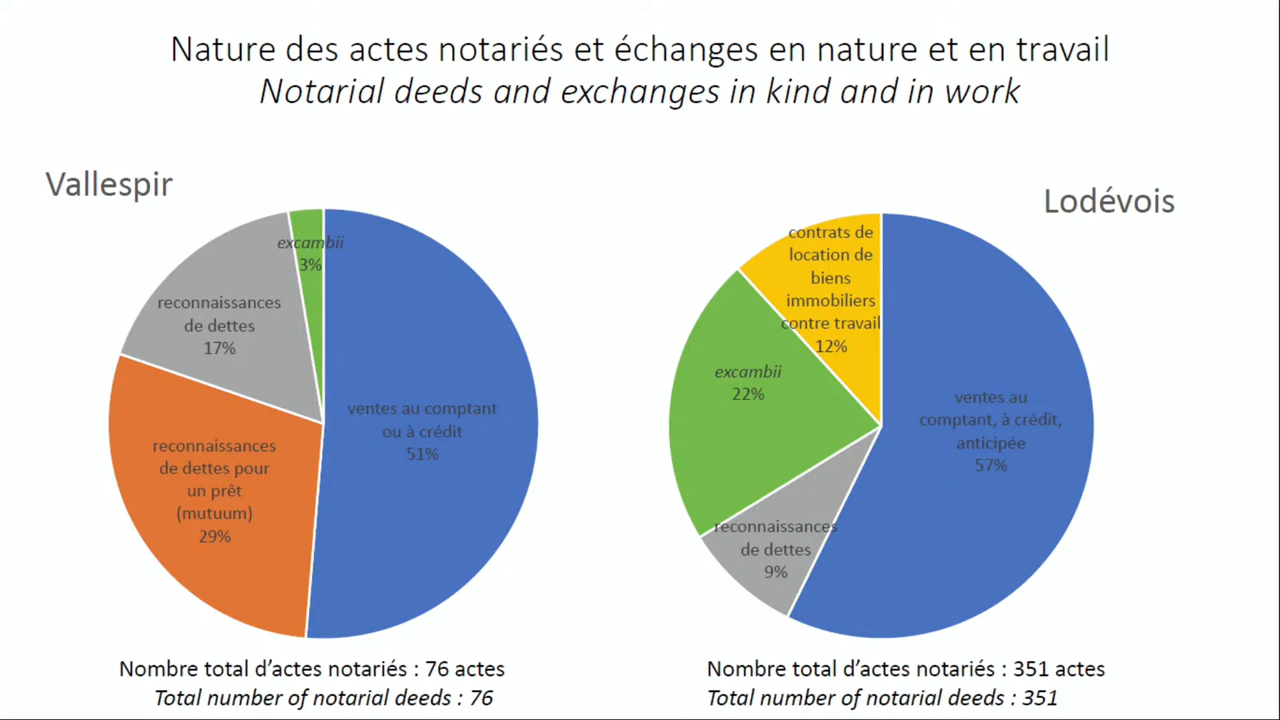 Nature des actes notariés et échanges en nature et en travail
Notarial deeds and exchanges in kind and in work
Vallespir
excambii
3%
reconnaissances
de dettes
17%
ventes au comptant
ou à crédit
51%
reconnaissances
de dettes pour
un prêt
(mutuum)
29%
Nombre total d’actes notariés : 76 actes
Total number of notarial deeds : 76
Lodévois
contrats de
location de
biens
immobiliers
contre travail
12%
excambii
22%
ventes au
comptant, à crédit,
anticipée
57%
reconnaissances
de dettes
9%
Nombre total d’actes notariés : 351 actes
Total number of notarial deeds : 351